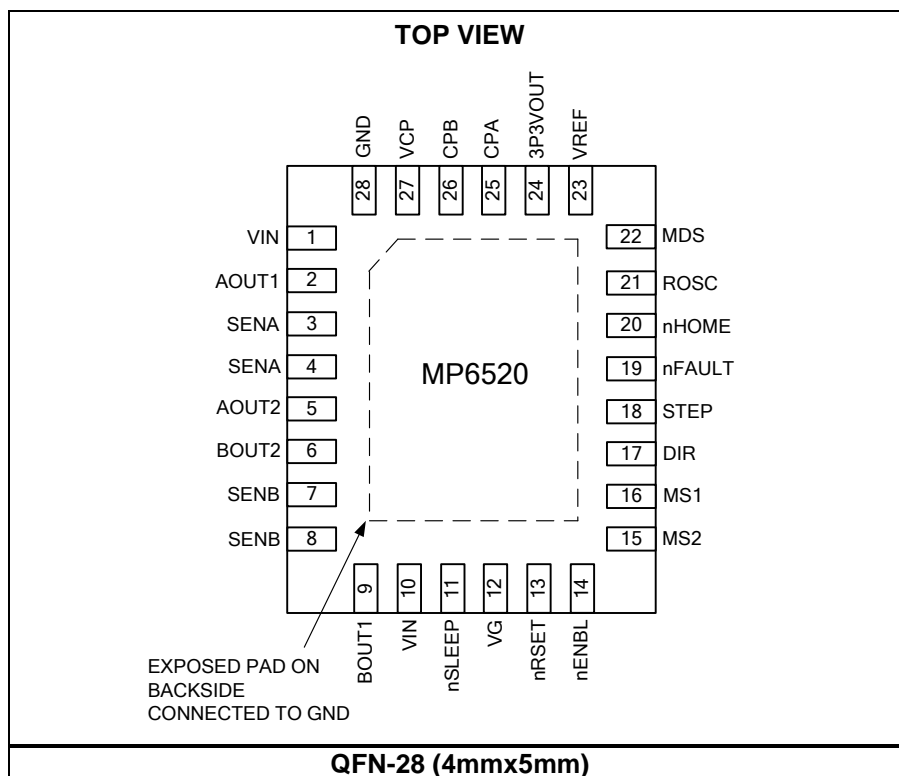 TOP VIEW
GND
VCP
CPB
CPA
3P3VOUT
VREF
28
27
26
25
24
23
VIN 1
AOUT1 2
SENA 3
SENA 4
AOUT2 5
BOUT2 6
SENB 7
SENB 8
MP6520
22 MDS
21 ROSC
20 nHOME
19 nFAULT
18 STEP
17 DIR
16 MS1
15 MS2
9
10
11
12
13
14
BOUT1
VIN
nSLEEP
VG
nRSET
nENBL
EXPOSED PAD ON
BACKSIDE
CONNECTED TO GND
QFN-28 (4mmx5mm)